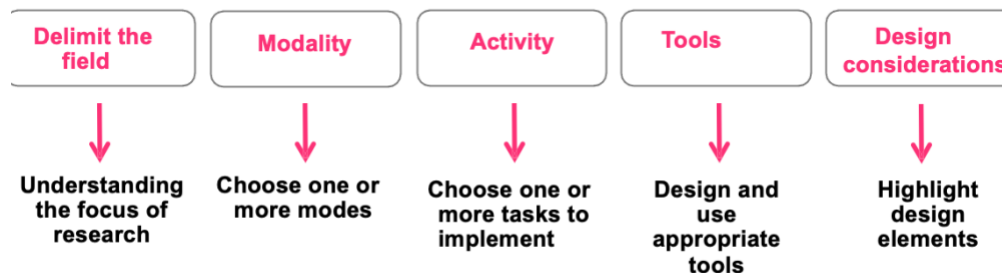 Delimit the
field
Modality
Activity
Tools
Design
considerations
Understanding
the focus of
research
Choose one or
more modes
Choose one or
more tasks to
implement
Design and
use
appropriate
tools
Highlight
design
elements